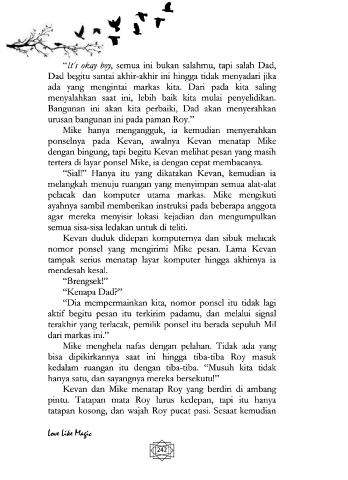 "It's okay boy, semua ini bukan salahmu, tapi salah Dad,
Dad begitu santai akhir-akhir ini hingga tidak menyadari jika
ada yang mengintai markas kita. Dari pada kita saling
menyalahkan saat ini, lebih baik kita mulai penyelidikan.
Bangunan ini akan kita perbaiki, Dad akan menyerahkan
urusan bangunan ini pada paman Roy."
Mike hanya mengangguk, ia kemudian menyerahkan
ponselnya pada Kevan, awalnya Kevan menatap Mike
dengan bingung, tapi begitu Kevan melihat pesan yang masih
tertera di layar ponsel Mike, ia dengan cepat membacanya.
"Sial!" Hanya itu yang dikatakan Kevan, kemudian ia
melangkah menuju ruangan yang menyimpan semua alat-alat
pelacak dan komputer utama markas. Mike mengikuti
ayahnya sambil memberikan instruksi pada beberapa anggota
agar mereka menyisir lokasi kejadian dan mengumpulkan
semua sisa-sisa ledakan untuk di teliti.
Kevan duduk didepan komputernya dan sibuk melacak
nomor ponsel yang mengirimi Mike pesan. Lama Kevan
tampak serius menatap layar komputer hingga akhirnya ia
mendesah kesal.
"Brengsek!"
"Kenapa Dad?"
"Dia mempermainkan kita, nomor ponsel itu tidak lagi
aktif begitu pesan itu terkirim padamu, dan melalui signal
terakhir yang terlacak, pemilik ponsel itu berada sepuluh Mil
dari markas ini."
Mike menghela nafas dengan pelahan. Tidak ada yang
bisa dipikirkannya saat ini hingga tiba-tiba Roy masuk
kedalam ruangan itu dengan tiba-tiba. "Musuh kita tidak
hanya satu, dan sayangnya mereka bersekutu!"
Kevan dan Mike menatap Roy yang berdiri di ambang
pintu. Tatapan mata Roy lurus kedepan, tapi itu hanya
tatapan kosong, dan wajah Roy pucat pasi. Sesaat kemudian
Love Like Magic
242